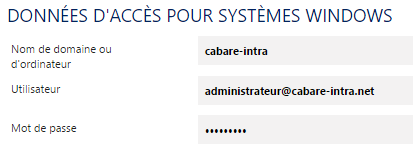 DONNÉES D'ACCÈS POUR SYSTÈMES WINDOWS
Nom de domaine ou d'ordinateur
cabare-intra
Utilisateur
administrateur@cabare-intra.net
Mot de passe
•••••••••